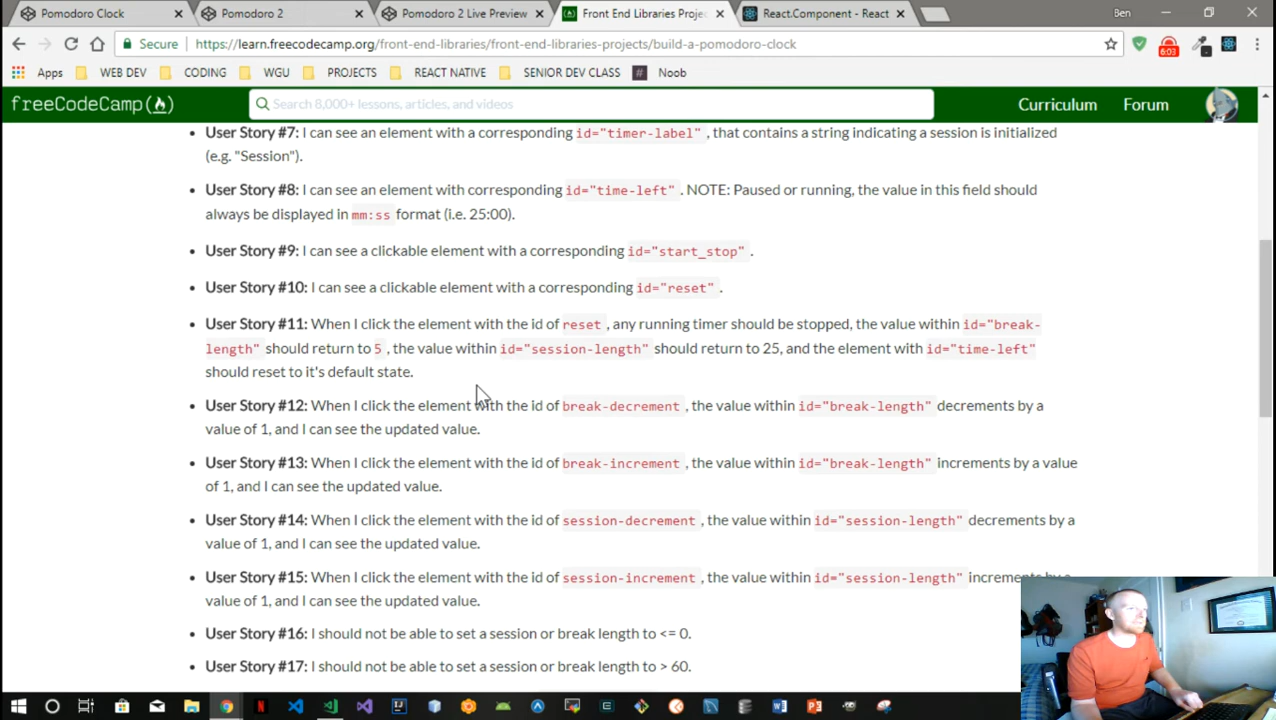 Pomodoro Clock
Pomodoro 2
Pomodoro 2 Live Preview
Front End Libraries Proje
React.Component - React
Ben
Secure
https://learn.freecodecamp.org/front-end-libraries/front-end-libraries-projects/build-a-pomodoro-clock
6:03
Apps WEB DEV CODING WGU PROJECTS REACT NATIVE SENIOR DEV CLASS # Noob
freeCodeCamp
Search 8,000+ lessons, articles, and videos
Curriculum Forum
User Story #7: I can see an element with a corresponding id="timer-label" , that contains a string indicating a session is initialized
(e.g. "Session").
User Story #8: I can see an element with corresponding id="time-left" . NOTE: Paused or running, the value in this field should
always be displayed in mm:ss format (i.e. 25:00).
User Story #9: I can see a clickable element with a corresponding id="start_stop" .
User Story #10: I can see a clickable element with a corresponding id="reset" .
User Story #11: When I click the element with the id of reset , any running timer should be stopped, the value within id="break-
length" should return to 5 , the value within id="session-length" should return to 25, and the element with id="time-left"
should reset to it's default state.
User Story #12: When I click the element with the id of break-decrement , the value within id="break-length" decrements by a
value of 1, and I can see the updated value.
User Story #13: When I click the element with the id of break-increment , the value within id="break-length" increments by a value
of 1, and I can see the updated value.
User Story #14: When I click the element with the id of session-decrement , the value within id="session-length" decrements by a
value of 1, and I can see the updated value.
User Story #15: When I click the element with the id of session-increment , the value within id="session-length" increments by a
value of 1, and I can see the updated value.
User Story #16: I should not be able to set a session or break length to <= 0.
User Story #17: I should not be able to set a session or break length to > 60.